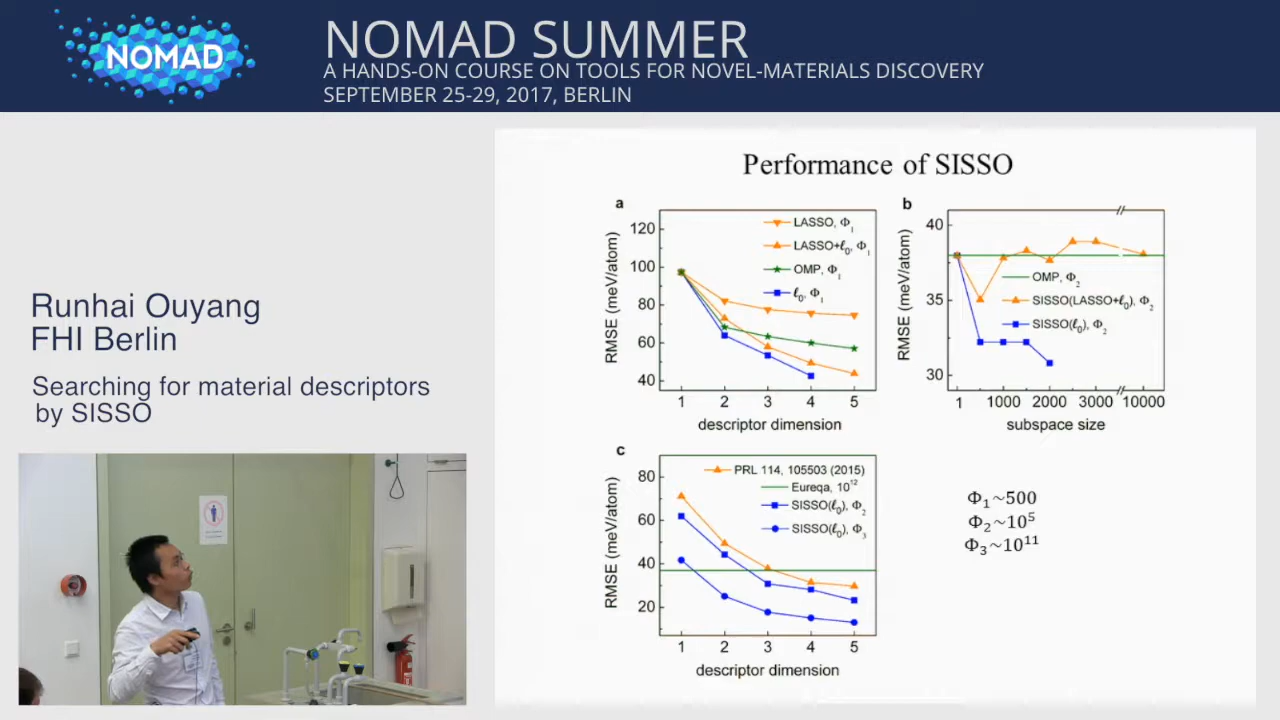 NOMAD
NOMAD SUMMER
A HANDS-ON COURSE ON TOOLS FOR NOVEL-MATERIALS DISCOVERY
SEPTEMBER 25-29, 2017, BERLIN
Runhai Ouyang
FHI Berlin
Searching for material descriptors
by SISSO
Performance of SISSO
a
RMSE (meV/atom)
120
100
80
60
40
LASSO, Φ₁
LASSO+ℓ₀, Φ₁
OMP, Φ₁
ℓ₀, Φ₁
1 2 3 4 5
descriptor dimension
b
RMSE (meV/atom)
40
35
30
OMP, Φ₂
SISSO(LASSO+ℓ₀), Φ₂
SISSO(ℓ₀), Φ₂
1 1000 2000 3000 10000
subspace size
c
RMSE (meV/atom)
80
60
40
20
PRL 114, 105503 (2015)
Eureqa, 10¹²
SISSO(ℓ₀), Φ₂
SISSO(ℓ₀), Φ₃
1 2 3 4 5
descriptor dimension
Φ₁~500
Φ₂~10⁵
Φ₃~10¹¹